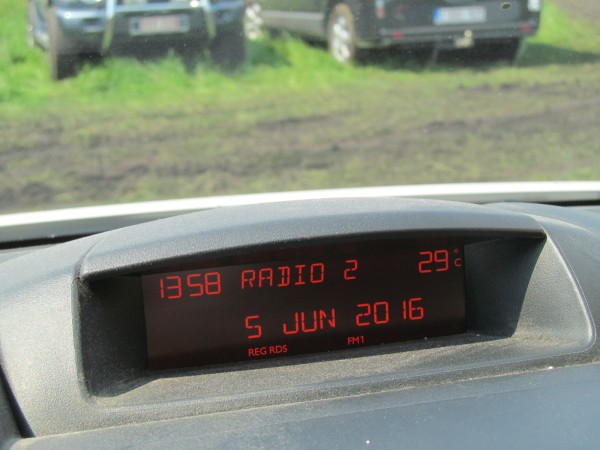 1358 RADIO 2 29°C
5 JUN 2016
REG RDS FM1